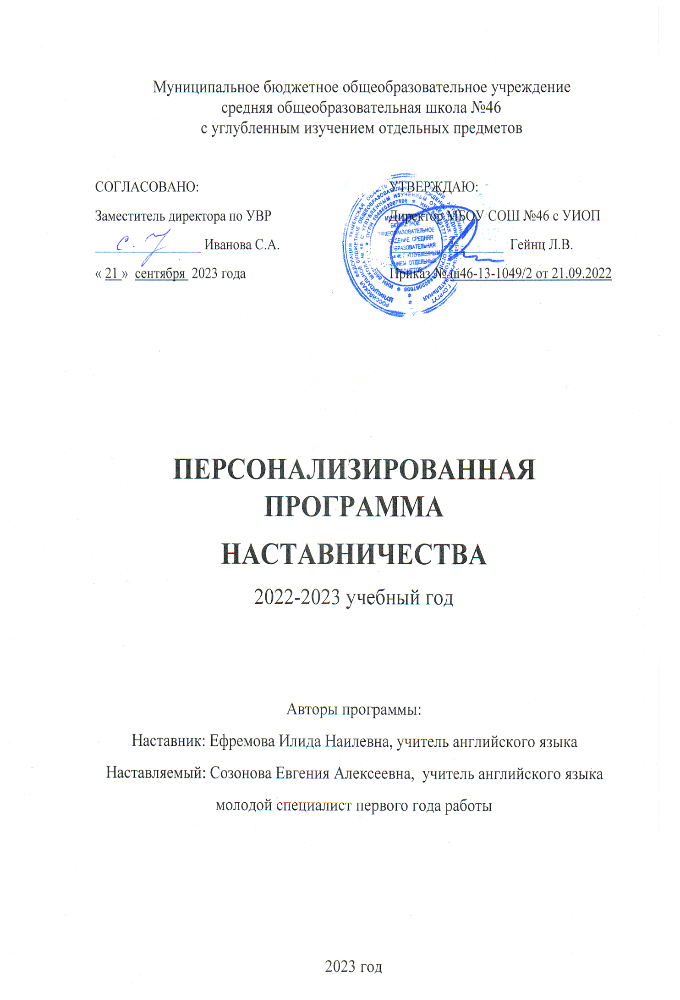 Муниципальное бюджетное общеобразовательное учреждение
средняя общеобразовательная школа №46
с углубленным изучением отдельных предметов
СОГЛАСОВАНО:
Заместитель директора по УВР
Иванова С.А.
« 21 » сентября 2023 года
УТВЕРЖДАЮ:
Директор МБОУ СОШ №46 с УИОП
Гейнц Л.В.
Приказ № ш46-13-1049/2 от 21.09.2022
ПЕРСОНАЛИЗИРОВАННАЯ
ПРОГРАММА
НАСТАВНИЧЕСТВА
2022-2023 учебный год
Авторы программы:
Наставник: Ефремова Илида Наилевна, учитель английского языка
Наставляемый: Созонова Евгения Алексеевна, учитель английского языка
молодой специалист первого года работы
2023 год